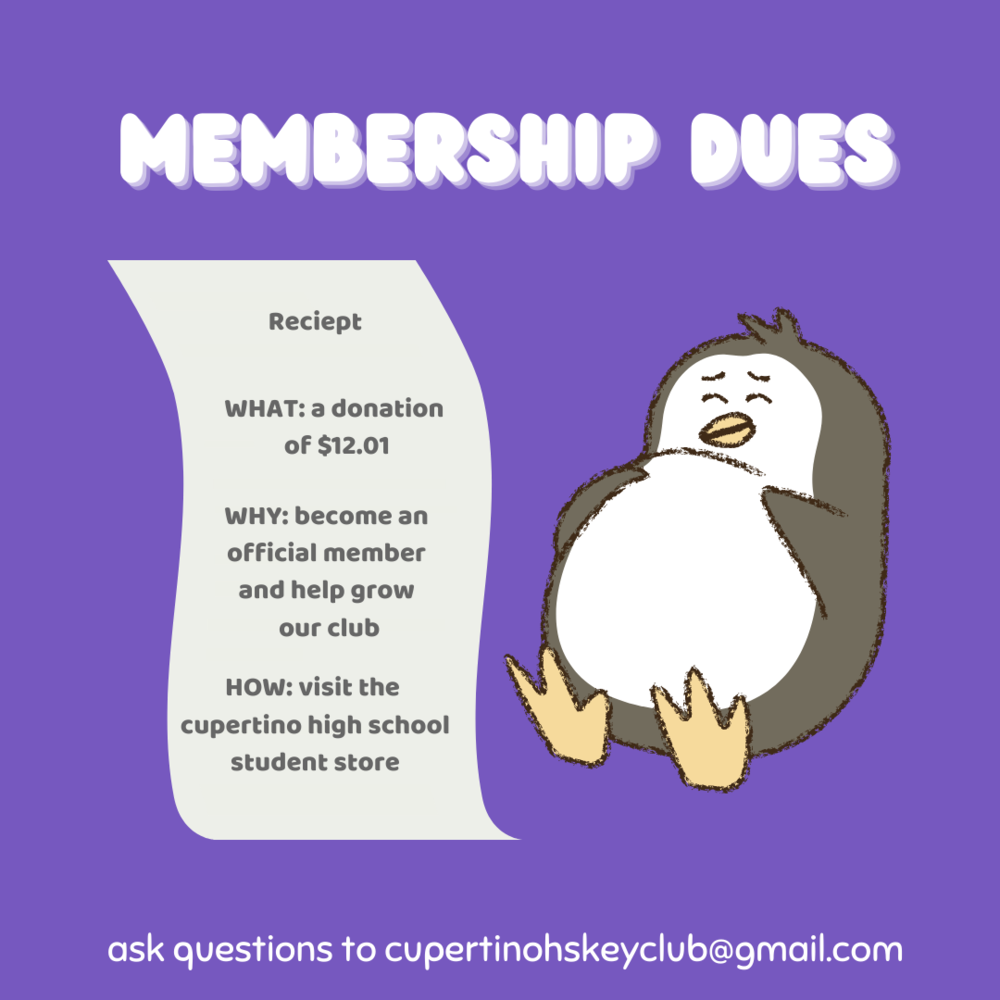 MEMBERSHIP DUES
Reciept
WHAT: a donation
of $12.01
WHY: become an
official member
and help grow
our club
HOW: visit the
cupertino high school
student store
ask questions to cupertinohskeyclub@gmail.com